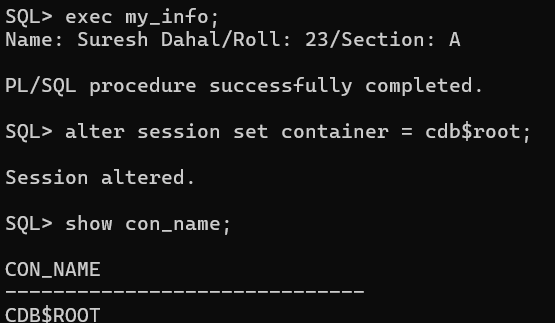 SQL> exec my_info;
Name: Suresh Dahal/Roll: 23/Section: A
PL/SQL procedure successfully completed.
SQL> alter session set container = cdb$root;
Session altered.
SQL> show con_name;
CON_NAME
------------------------------
CDB$ROOT